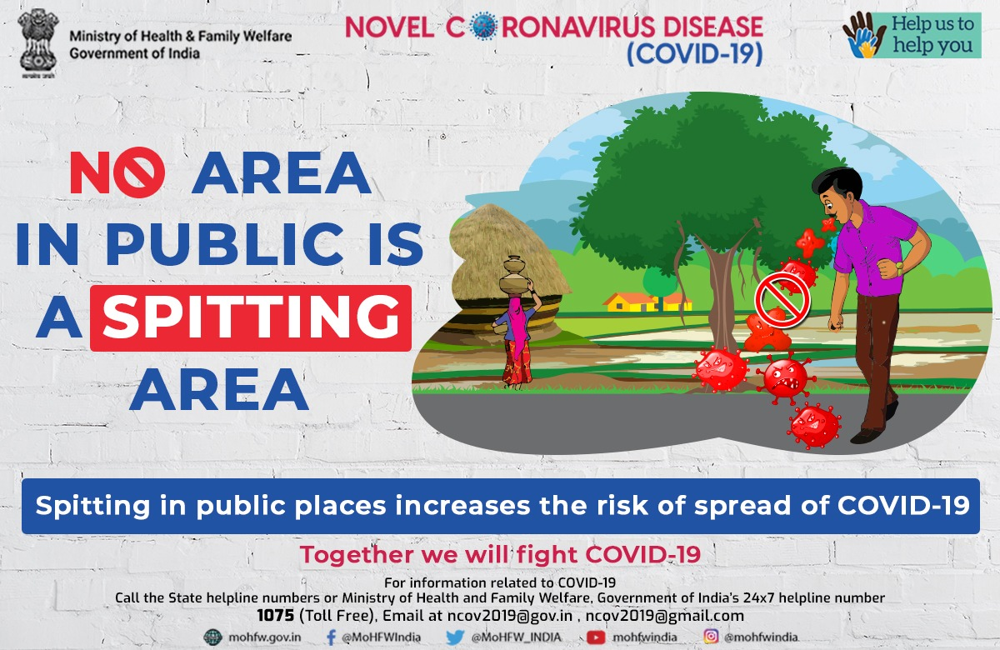 Ministry of Health & Family Welfare
Government of India
NOVEL CORONAVIRUS DISEASE
(COVID-19)
Help us to
help you
NO AREA
IN PUBLIC IS
A SPITTING
AREA
Spitting in public places increases the risk of spread of COVID-19
Together we will fight COVID-19
For information related to COVID-19
Call the State helpline numbers or Ministry of Health and Family Welfare, Government of India's 24x7 helpline number
1075 (Toll Free), Email at ncov2019@gov.in , ncov2019@gmail.com
mohfw.gov.in @MoHFWIndia @MoHFW_INDIA mohfwindia @mohfwindia